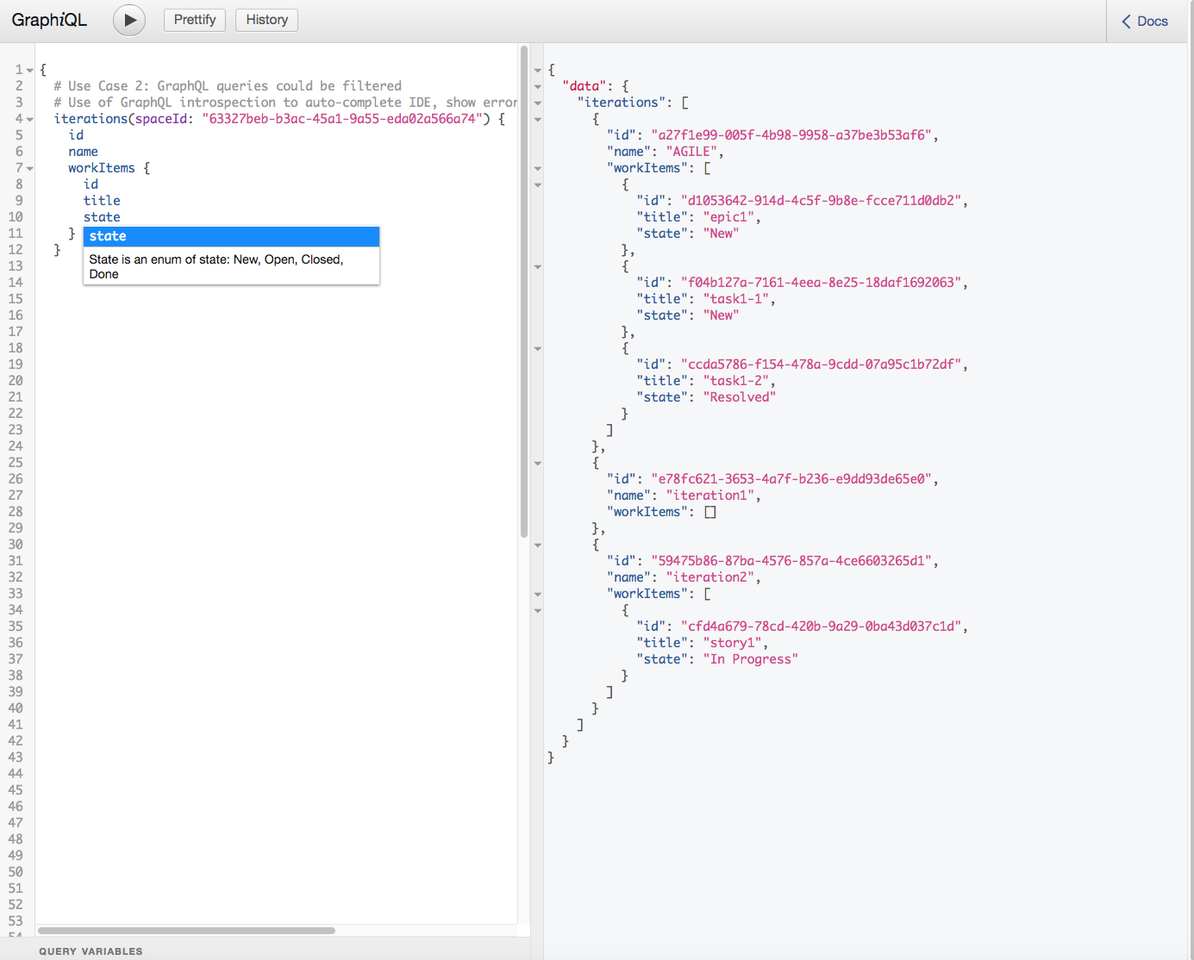 GraphiQL
Prettify
History
Docs
1 {
2 # Use Case 2: GraphQL queries could be filtered
3 # Use of GraphQL introspection to auto-complete IDE, show error
4 iterations(spaceId: "63327beb-b3ac-45a1-9a55-eda02a566a74") {
5 id
6 name
7 workItems {
8 id
9 title
10 state
11 }
12 }
state
State is an enum of state: New, Open, Closed,
Done
13
14
15
16
17
18
19
20
21
22
23
24
25
26
27
28
29
30
31
32
33
34
35
36
37
38
39
40
41
42
43
44
45
46
47
48
49
50
51
52
53
54
QUERY VARIABLES
{
"data": {
"iterations": [
{
"id": "a27f1e99-005f-4b98-9958-a37be3b53af6",
"name": "AGILE",
"workItems": [
{
"id": "d1053642-914d-4c5f-9b8e-fcce711d0db2",
"title": "epic1",
"state": "New"
},
{
"id": "f04b127a-7161-4eea-8e25-18daf1692063",
"title": "task1-1",
"state": "New"
},
{
"id": "ccda5786-f154-478a-9cdd-07a95c1b72df",
"title": "task1-2",
"state": "Resolved"
}
]
},
{
"id": "e78fc621-3653-4a7f-b236-e9dd93de65e0",
"name": "iteration1",
"workItems": []
},
{
"id": "59475b86-87ba-4576-857a-4ce6603265d1",
"name": "iteration2",
"workItems": [
{
"id": "cfd4a679-78cd-420b-9a29-0ba43d037c1d",
"title": "story1",
"state": "In Progress"
}
]
}
]
}
}